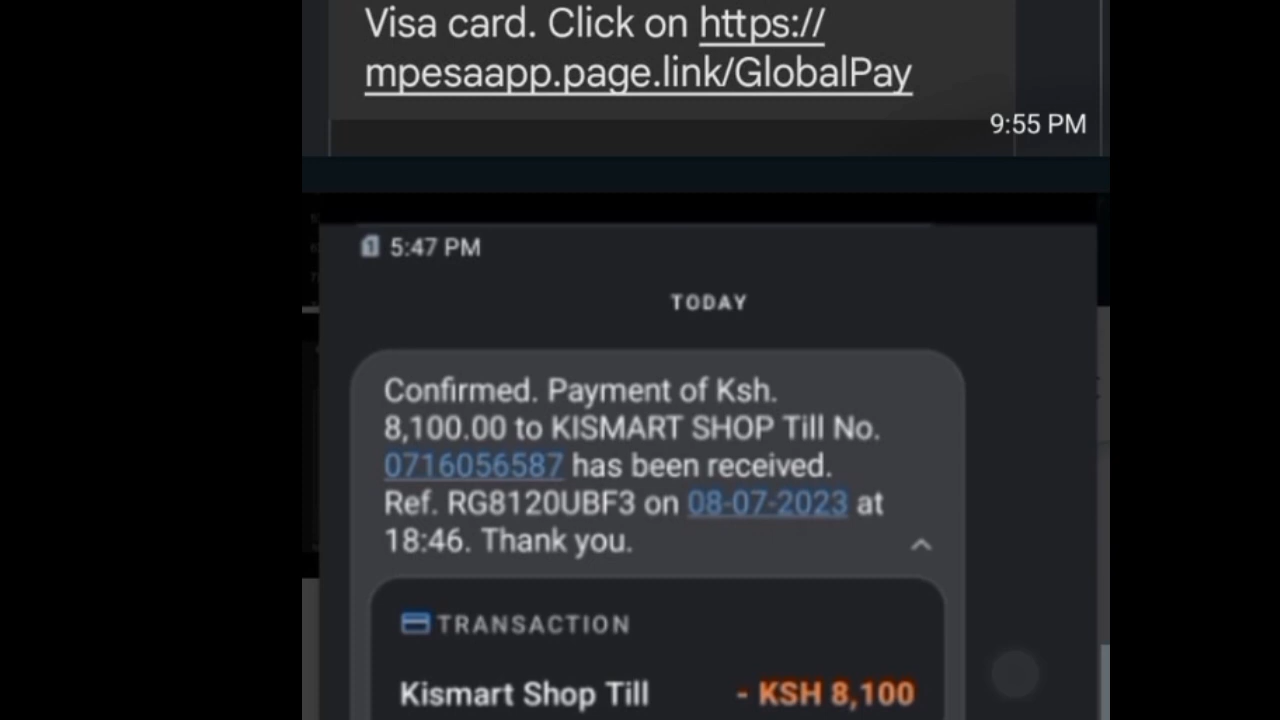 Visa card. Click on https://
mpesaapp.page.link/GlobalPay
9:55 PM
5:47 PM
TODAY
Confirmed. Payment of Ksh.
8,100.00 to KISMART SHOP Till No.
0716056587 has been received.
Ref. RG8120UBF3 on 08-07-2023 at
18:46. Thank you.
TRANSACTION
Kismart Shop Till - KSH 8,100